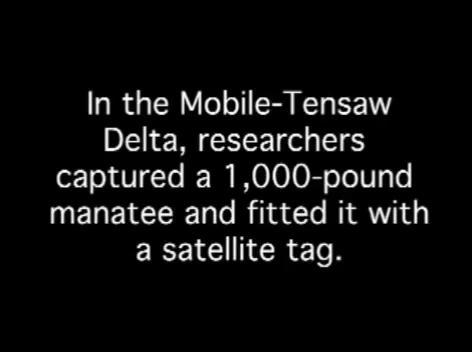 In the Mobile-Tensaw
Delta, researchers
captured a 1,000-pound
manatee and fitted it with
a satellite tag.